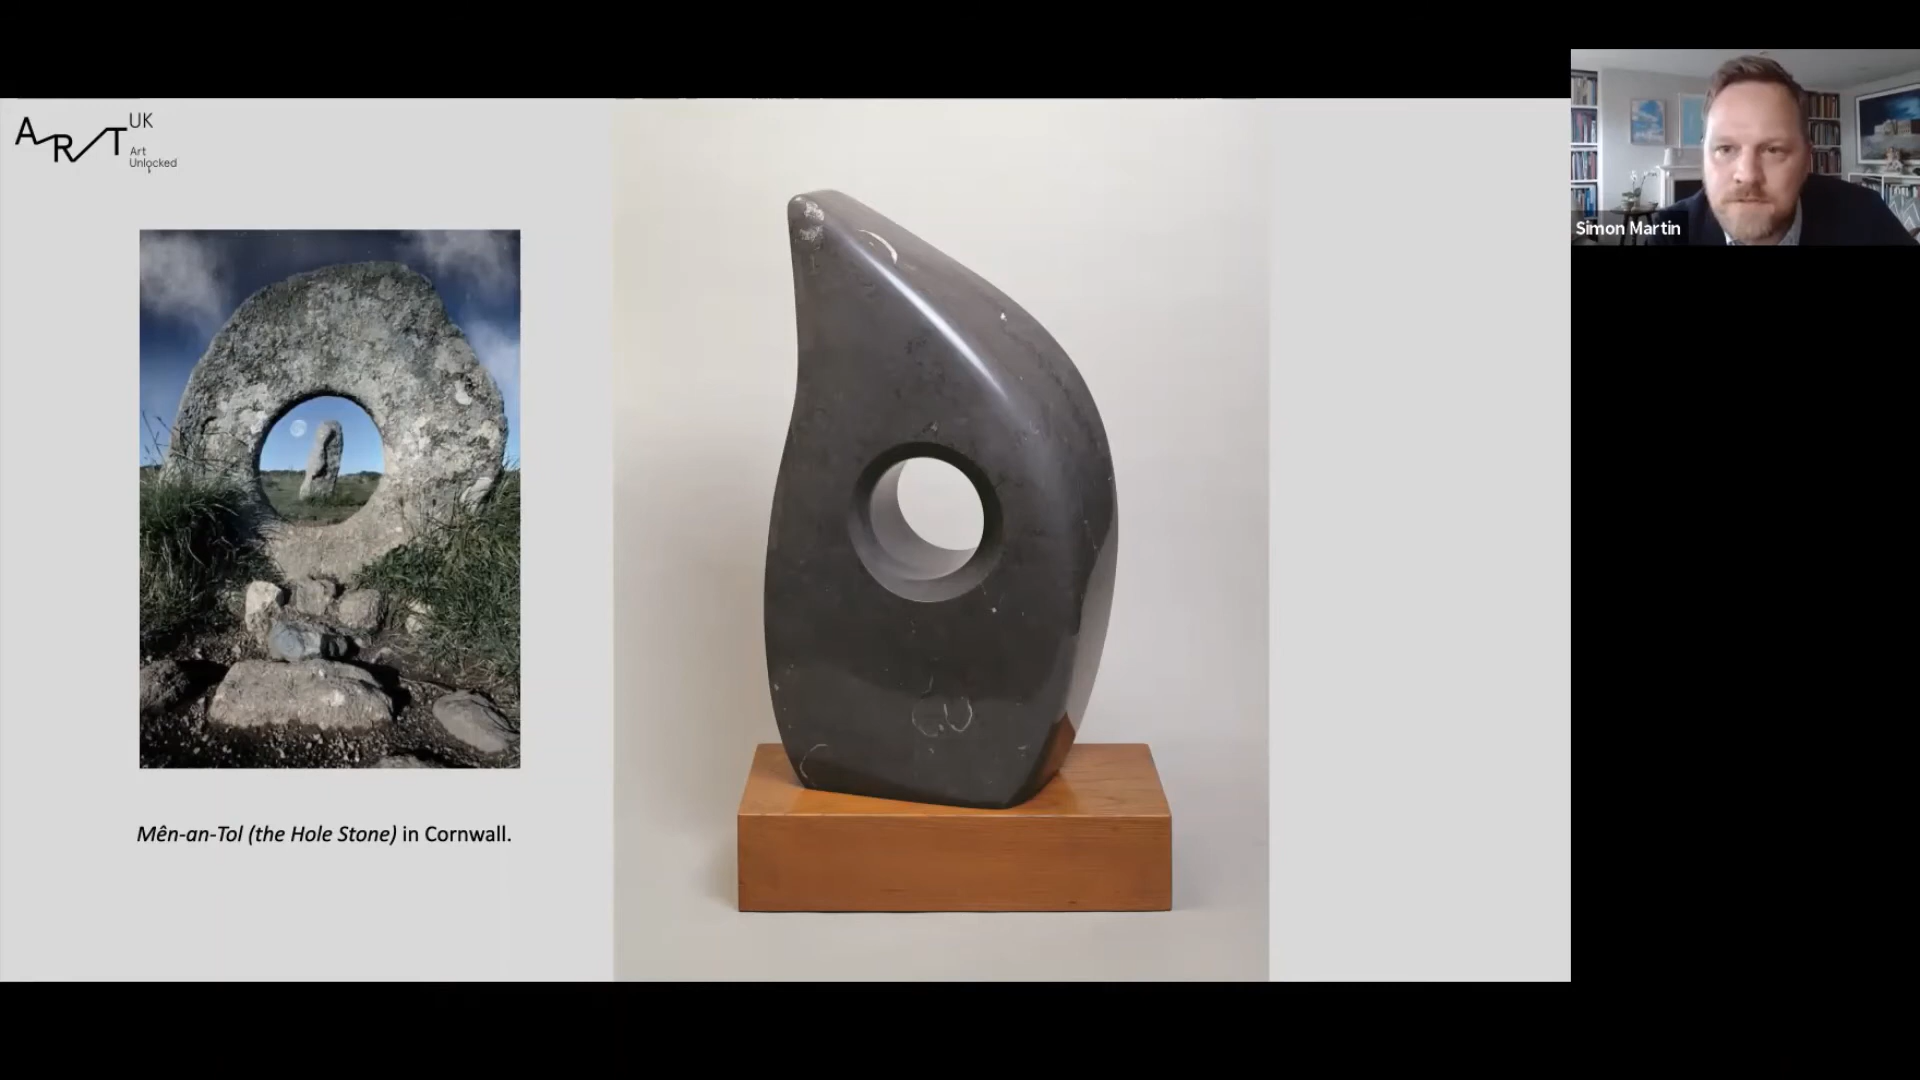 ART UK
Art
Unlocked
Mên-an-Tol (the Hole Stone) in Cornwall.
Simon Martin